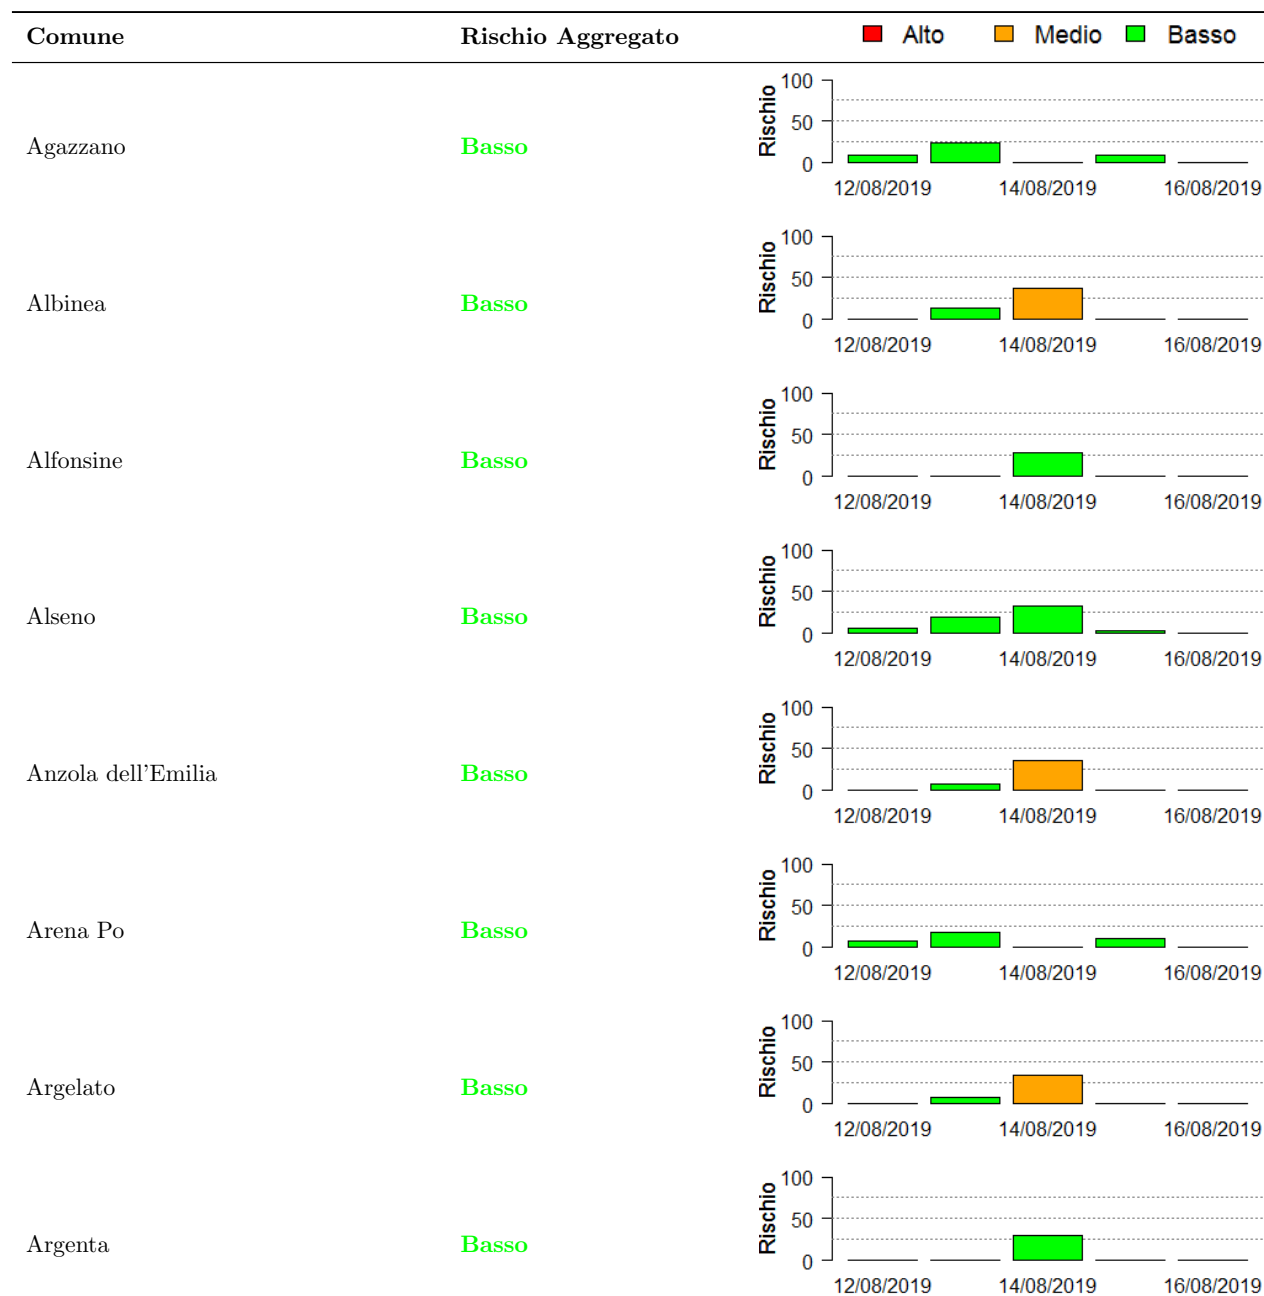 Comune Rischio Aggregato Alto Medio Basso
Agazzano Basso
Rischio
100
50
0
12/08/2019 14/08/2019 16/08/2019
Albinea Basso
Rischio
100
50
0
12/08/2019 14/08/2019 16/08/2019
Alfonsine Basso
Rischio
100
50
0
12/08/2019 14/08/2019 16/08/2019
Alseno Basso
Rischio
100
50
0
12/08/2019 14/08/2019 16/08/2019
Anzola dell'Emilia Basso
Rischio
100
50
0
12/08/2019 14/08/2019 16/08/2019
Arena Po Basso
Rischio
100
50
0
12/08/2019 14/08/2019 16/08/2019
Argelato Basso
Rischio
100
50
0
12/08/2019 14/08/2019 16/08/2019
Argenta Basso
Rischio
100
50
0
12/08/2019 14/08/2019 16/08/2019